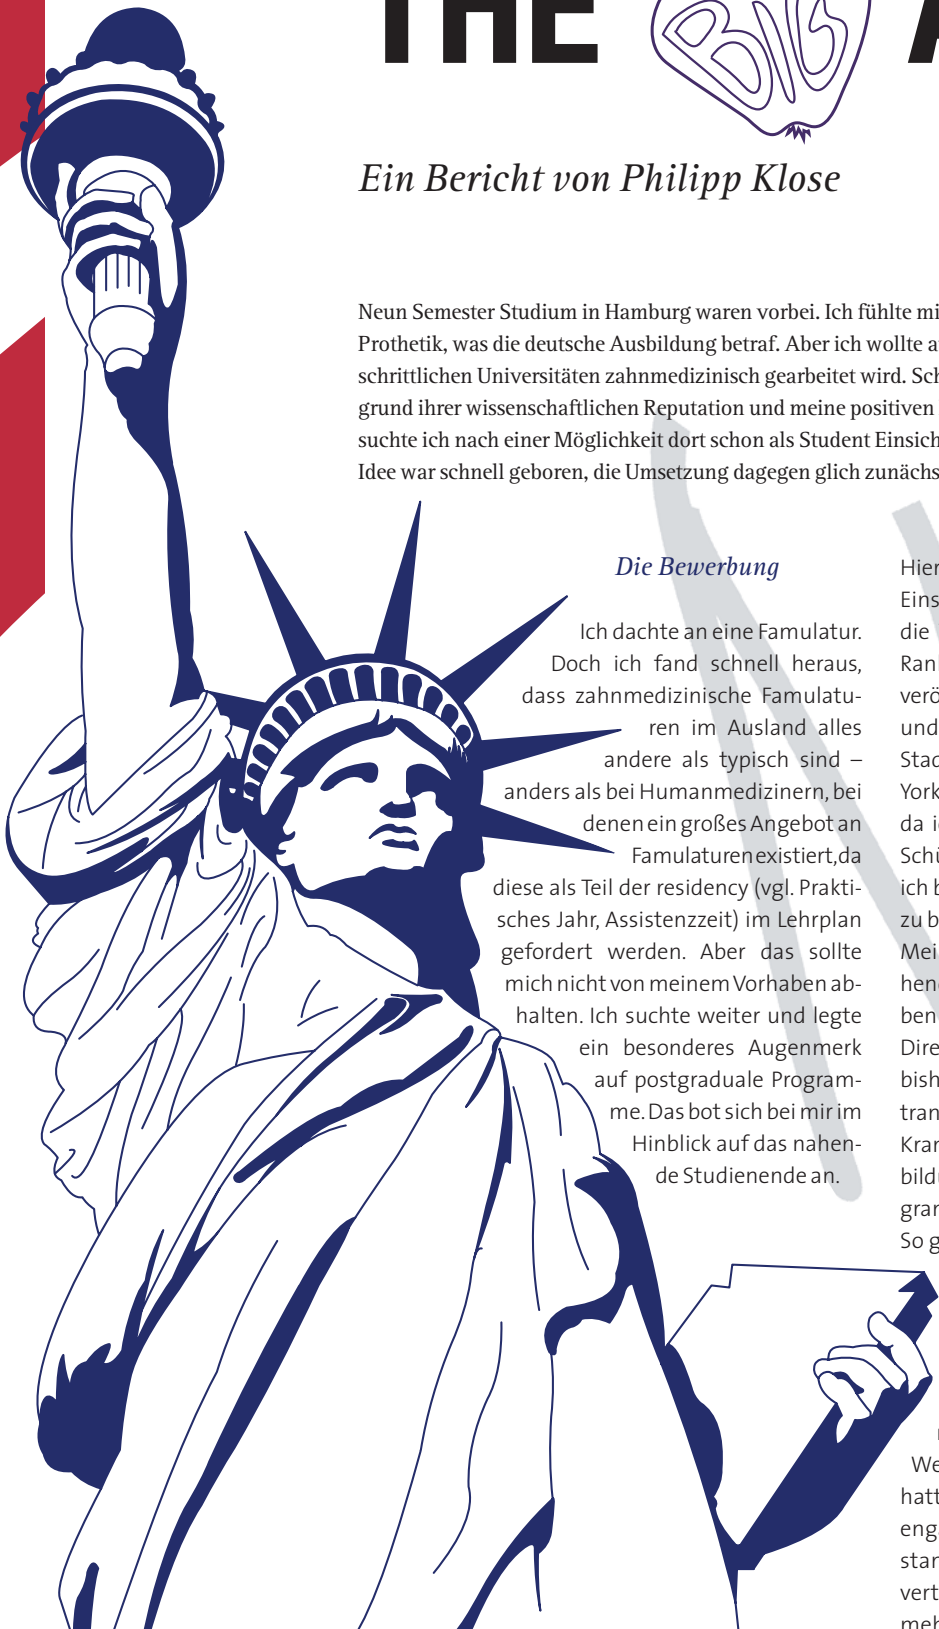 THE BIG
Ein Bericht von Philipp Klose
Neun Semester Studium in Hamburg waren vorbei. Ich fühlte
Prothetik, was die deutsche Ausbildung betraf. Aber ich wollte
schrittlichen Universitäten zahnmedizinisch gearbeitet wird.
grund ihrer wissenschaftlichen Reputation und meine positiven
suchte ich nach einer Möglichkeit dort schon als Student
Idee war schnell geboren, die Umsetzung dagegen glich
Die Bewerbung
Ich dachte an eine Famulatur.
Doch ich fand schnell heraus,
dass zahnmedizinische Famulatu-
ren im Ausland alles
andere als typisch sind –
anders als bei Humanmedizinern, bei
denen ein großes Angebot an
Famulaturen existiert, da
diese als Teil der residency (vgl. Prakti-
sches Jahr, Assistenzzeit) im Lehrplan
gefordert werden. Aber das sollte
mich nicht von meinem Vorhaben ab-
halten. Ich suchte weiter und legte
ein besonderes Augenmerk
auf postgraduale Program-
me. Das bot sich bei mir im
Hinblick auf das nahen-
de Studienende an.
Hier
Eins
die
Ran
verö
und
Stad
York
da
Schü
ich
zu
Mei
hen
ben
Dire
bish
tran
Kran
bild
gran
So
We
hatt
eng
star
vert
meh